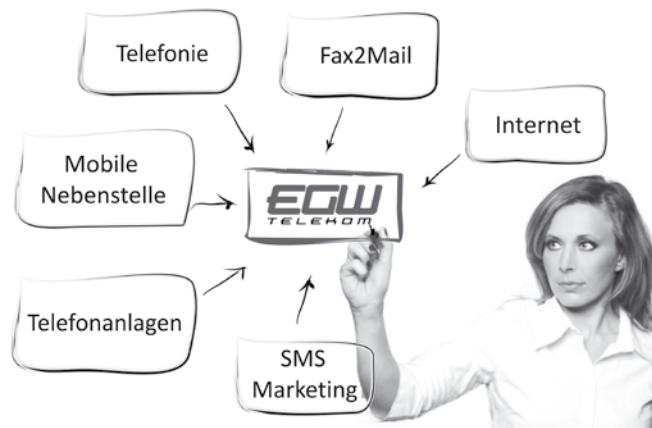 Telefonie
Fax2Mail
Internet
Mobile
Nebenstelle
EGW
TELEKOM
Telefonanlagen
SMS
Marketing